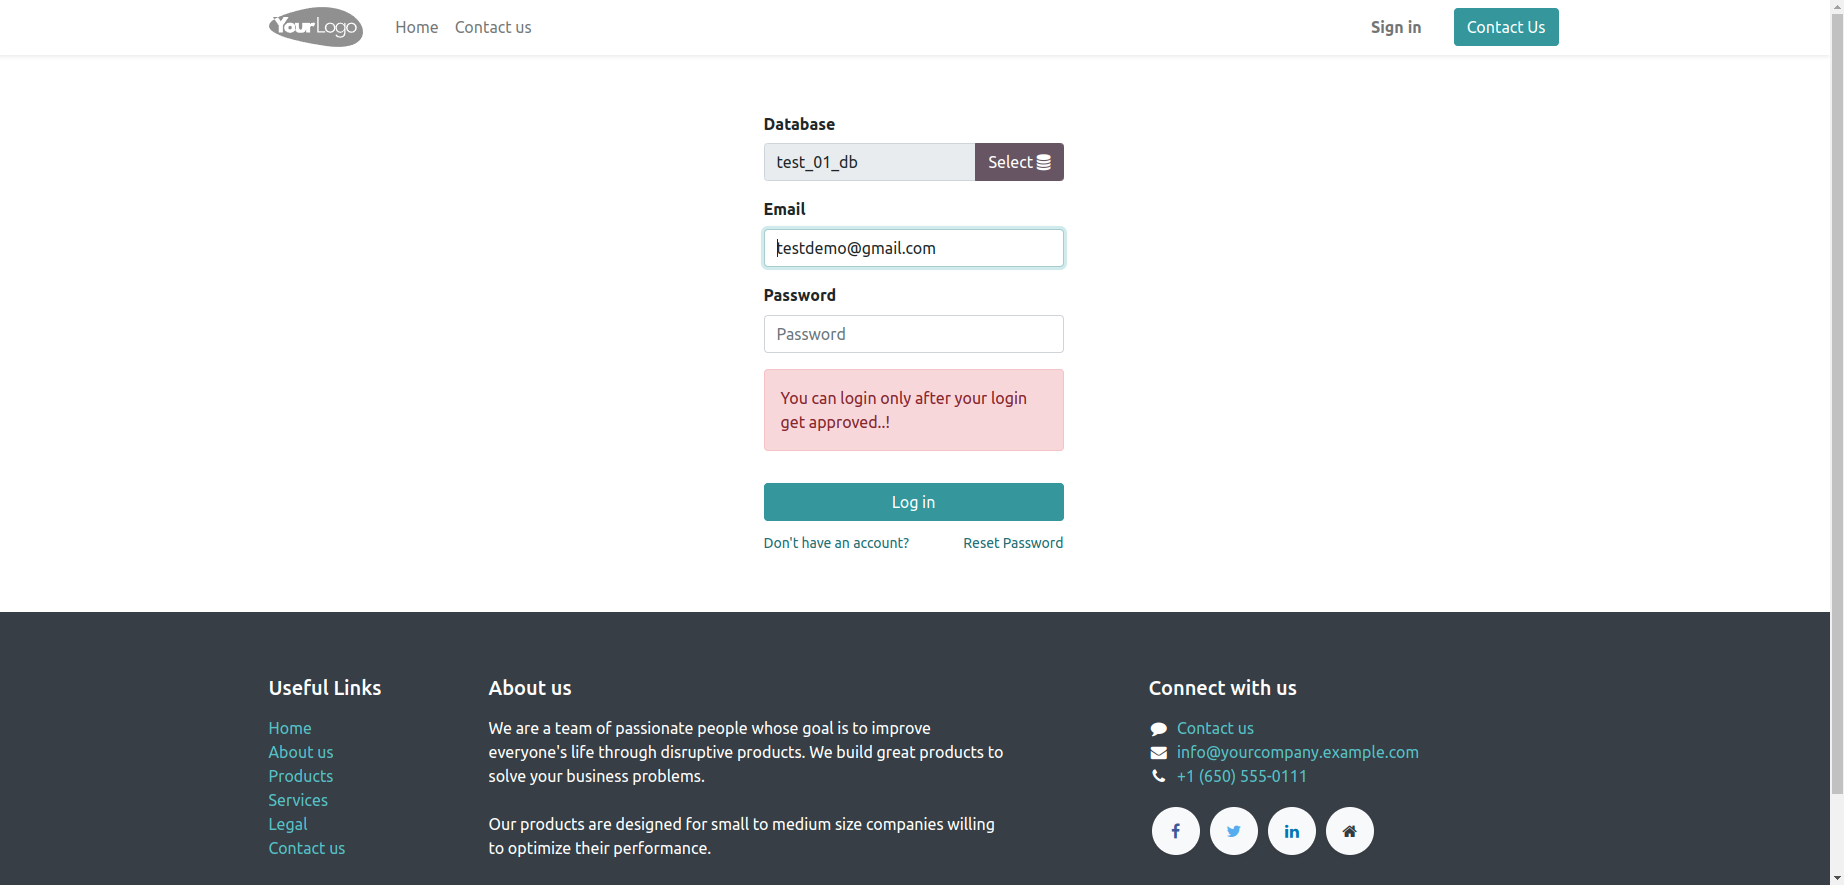 YourLogo
Home
Contact us
Sign in
Contact Us
Database
test_01_db
Select
Email
testdemo@gmail.com
Password
Password
You can login only after your login
get approved..!
Log in
Don't have an account?
Reset Password
Useful Links
Home
About us
Products
Services
Legal
Contact us
About us
We are a team of passionate people whose goal is to improve
everyone's life through disruptive products. We build great products to
solve your business problems.
Our products are designed for small to medium size companies willing
to optimize their performance.
Connect with us
Contact us
info@yourcompany.example.com
+1 (650) 555-0111